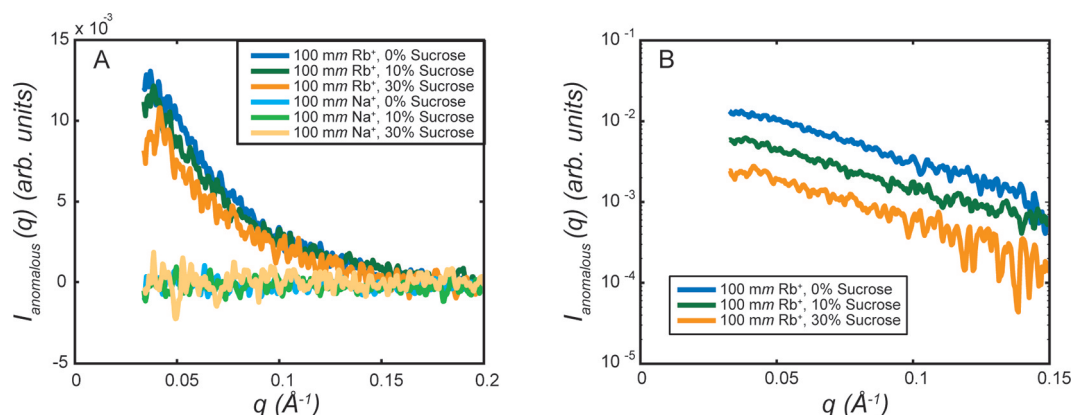 x 10⁻³
15
10
5
0
-5
A
100 mm Rb⁺, 0% Sucrose
100 mm Rb⁺, 10% Sucrose
100 mm Rb⁺, 30% Sucrose
100 mm Na⁺, 0% Sucrose
100 mm Na⁺, 10% Sucrose
100 mm Na⁺, 30% Sucrose
I anomalous (q) (arb. units)
0
0.05
0.1
0.15
0.2
q (Å⁻¹)
B
10⁻¹
10⁻²
10⁻³
10⁻⁴
10⁻⁵
I anomalous (q) (arb. units)
100 mm Rb⁺, 0% Sucrose
100 mm Rb⁺, 10% Sucrose
100 mm Rb⁺, 30% Sucrose
0
0.05
0.10
0.15
q (Å⁻¹)